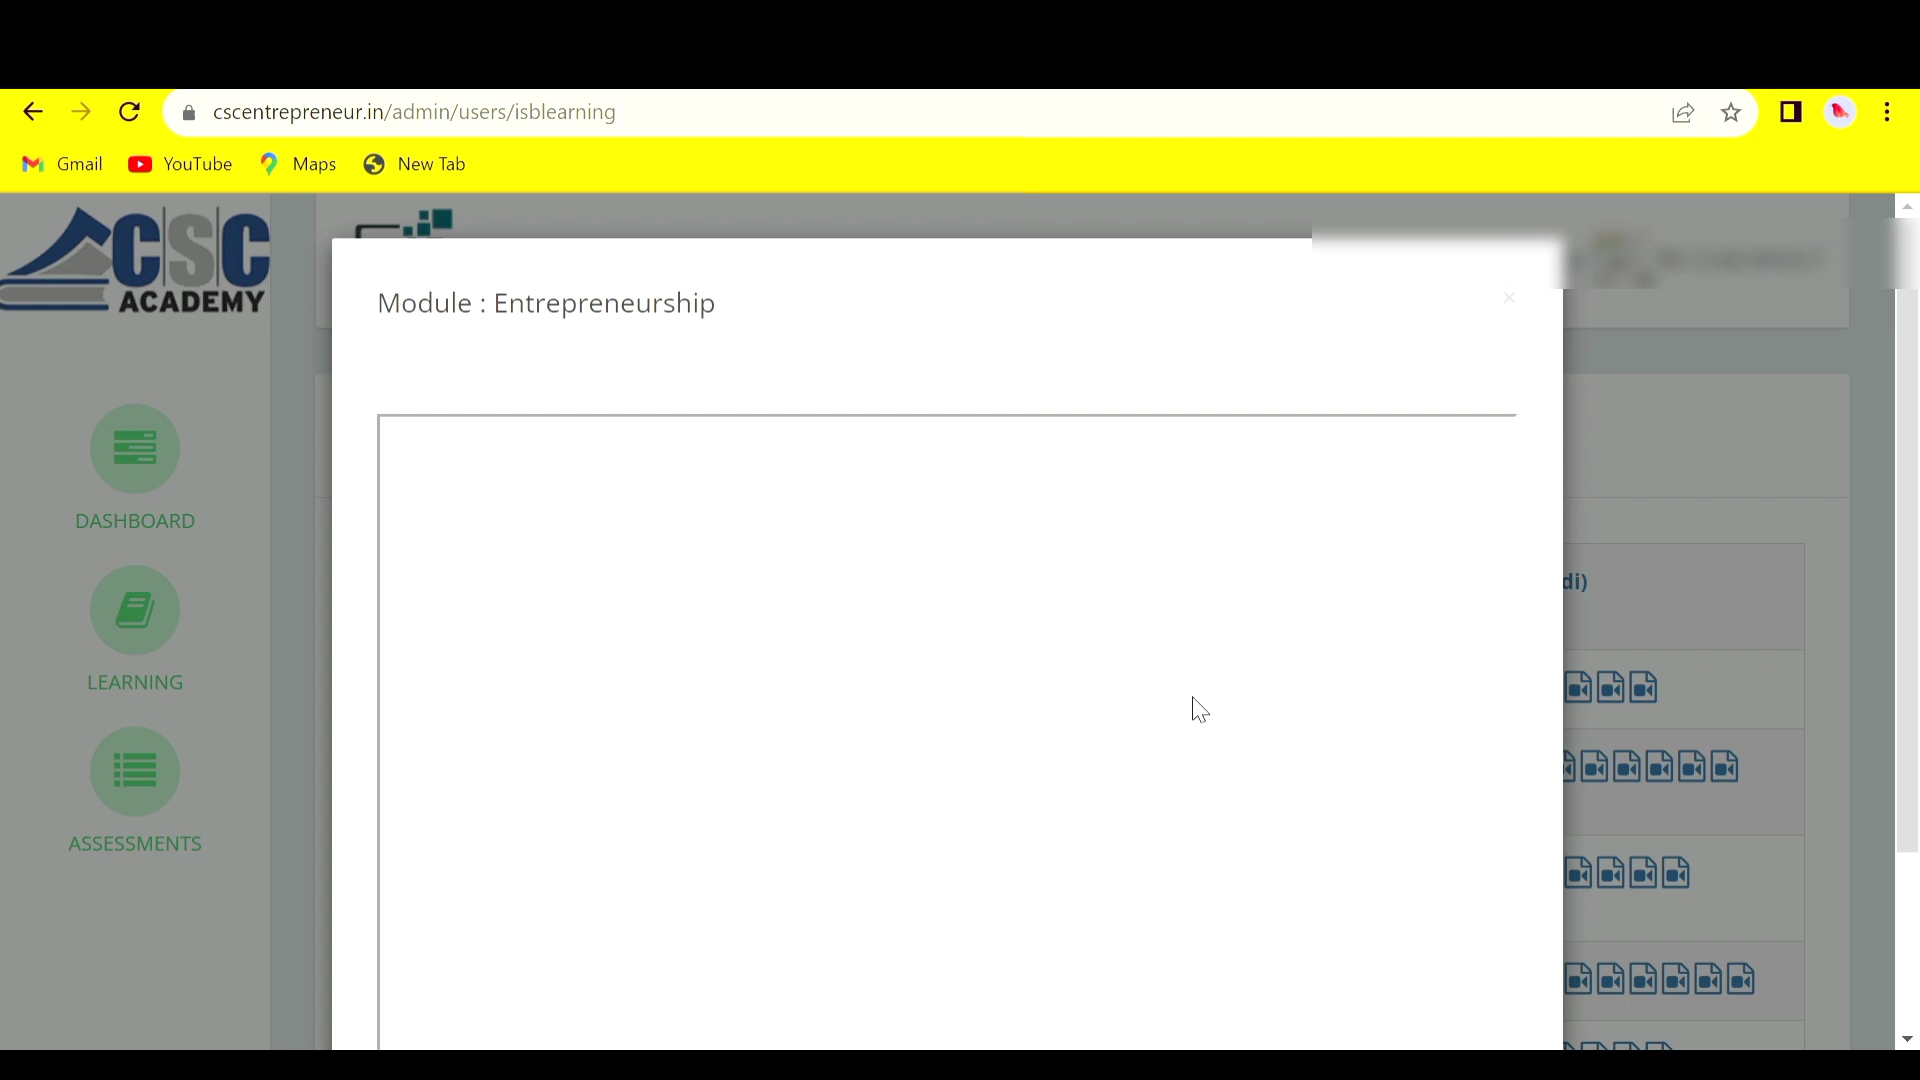 cscentrepreneur.in/admin/users/isblearning
Gmail YouTube Maps New Tab
CSC
ACADEMY
Module : Entrepreneurship
×
DASHBOARD
di)
LEARNING
ASSESSMENTS